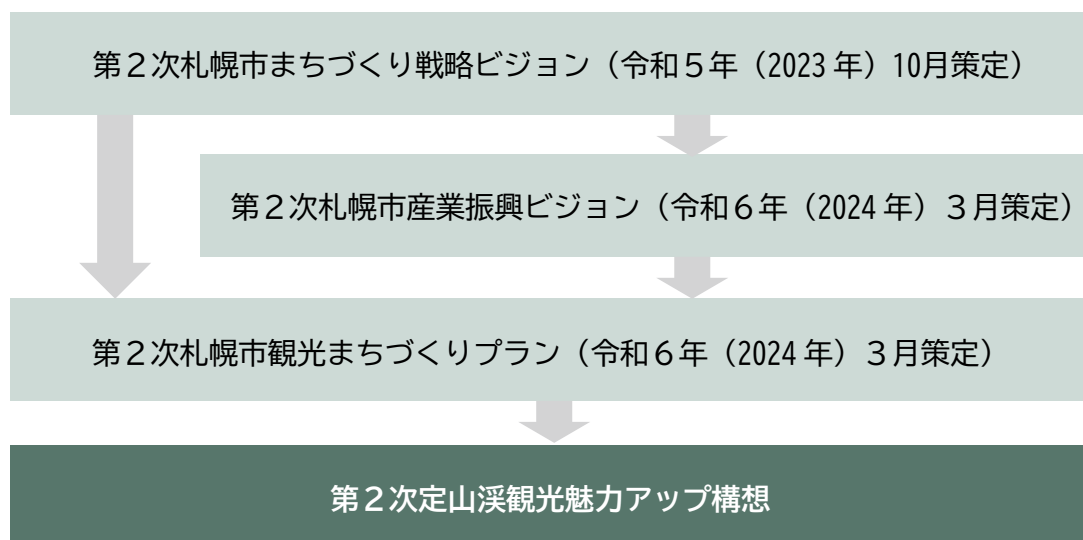 第２次札幌市まちづくり戦略ビジョン（令和５年（2023 年）10月策定）
第２次札幌市産業振興ビジョン（令和６年（2024 年）３月策定）
第２次札幌市観光まちづくりプラン（令和６年（2024 年）３月策定）
第２次定山渓観光魅力アップ構想